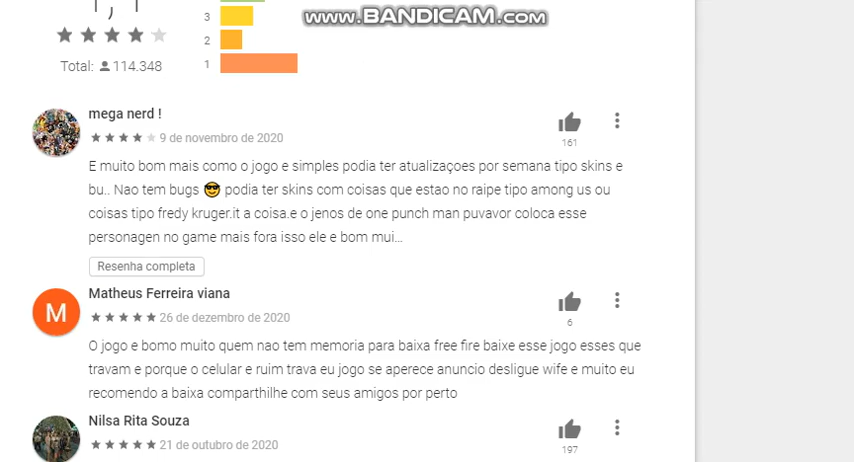 www.BANDICAM.com
3
2
1
Total: 114.348
mega nerd !
9 de novembro de 2020
161
E muito bom mais como o jogo e simples podia ter atualizaçoes por semana tipo skins e
bu.. Nao tem bugs 😎 podia ter skins com coisas que estao no raipe tipo among us ou
coisas tipo fredy kruger.it a coisa.e o jenos de one punch man puvavor coloca esse
personagen no game mais fora isso ele e bom mui...
Resenha completa
M
Matheus Ferreira viana
26 de dezembro de 2020
6
O jogo e bomo muito quem nao tem memoria para baixa free fire baixe esse jogo esses que
travam e porque o celular e ruim trava eu jogo se aperece anuncio desligue wife e muito eu
recomendo a baixa comparthilhe com seus amigos por perto
Nilsa Rita Souza
21 de outubro de 2020
197